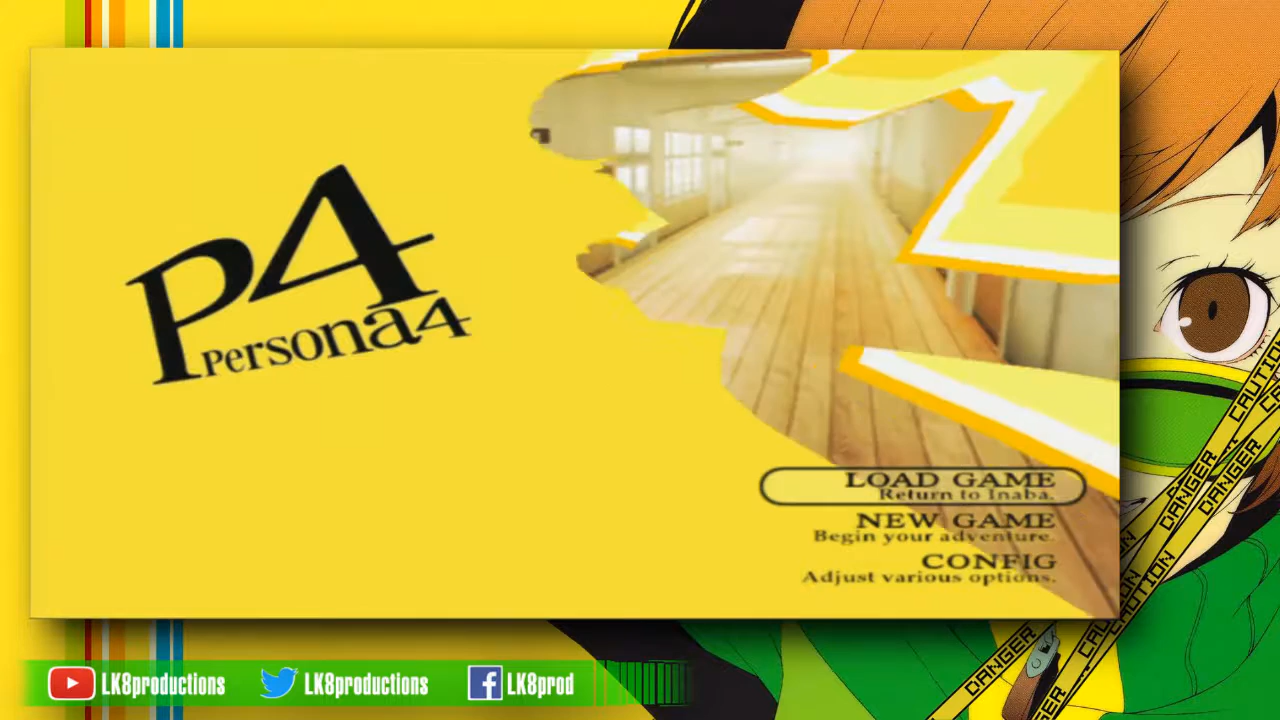 P4
Persona4
LOAD GAME
Return to Inaba.
NEW GAME
Begin your adventure.
CONFIG
Adjust various options.
CAUTION
DANGER
DANGER
CAUTION
DANGER
DANGER
LK8productions
LK8productions
LK8prod